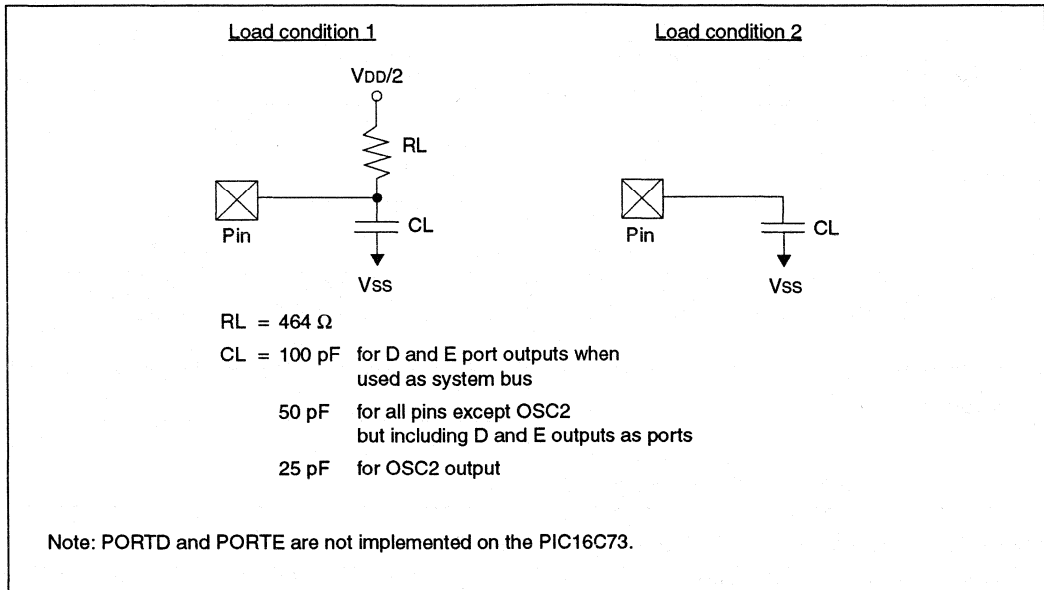 Load condition 1
VDD/2
RL
CL
Pin
VSS
Load condition 2
Pin
CL
VSS
RL = 464 Ω
CL = 100 pF for D and E port outputs when
used as system bus
50 pF for all pins except OSC2
but including D and E outputs as ports
25 pF for OSC2 output
Note: PORTD and PORTE are not implemented on the PIC16C73.